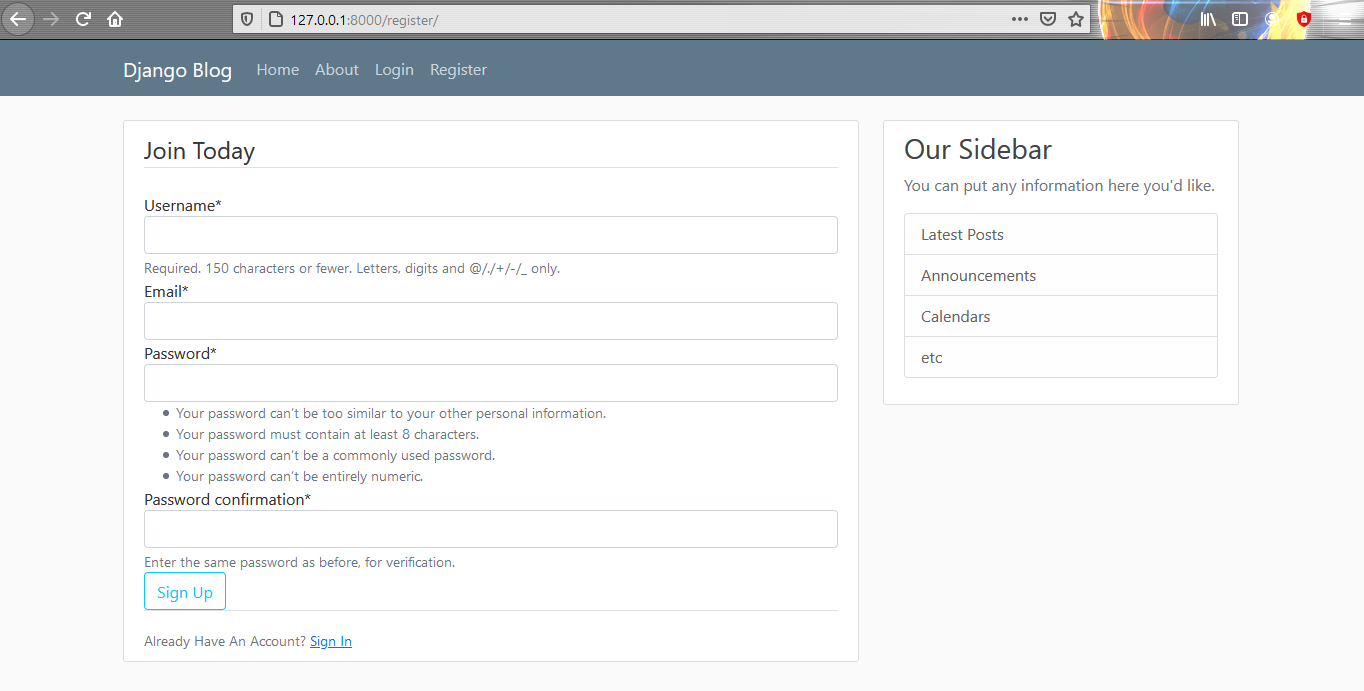 127.0.0.1:8000/register/
Django Blog Home About Login Register
Join Today
Username*
Required. 150 characters or fewer. Letters, digits and @/./+/-/_ only.
Email*
Password*
Your password can't be too similar to your other personal information.
Your password must contain at least 8 characters.
Your password can't be a commonly used password.
Your password can't be entirely numeric.
Password confirmation*
Enter the same password as before, for verification.
Sign Up
Already Have An Account? Sign In
Our Sidebar
You can put any information here you'd like.
Latest Posts
Announcements
Calendars
etc